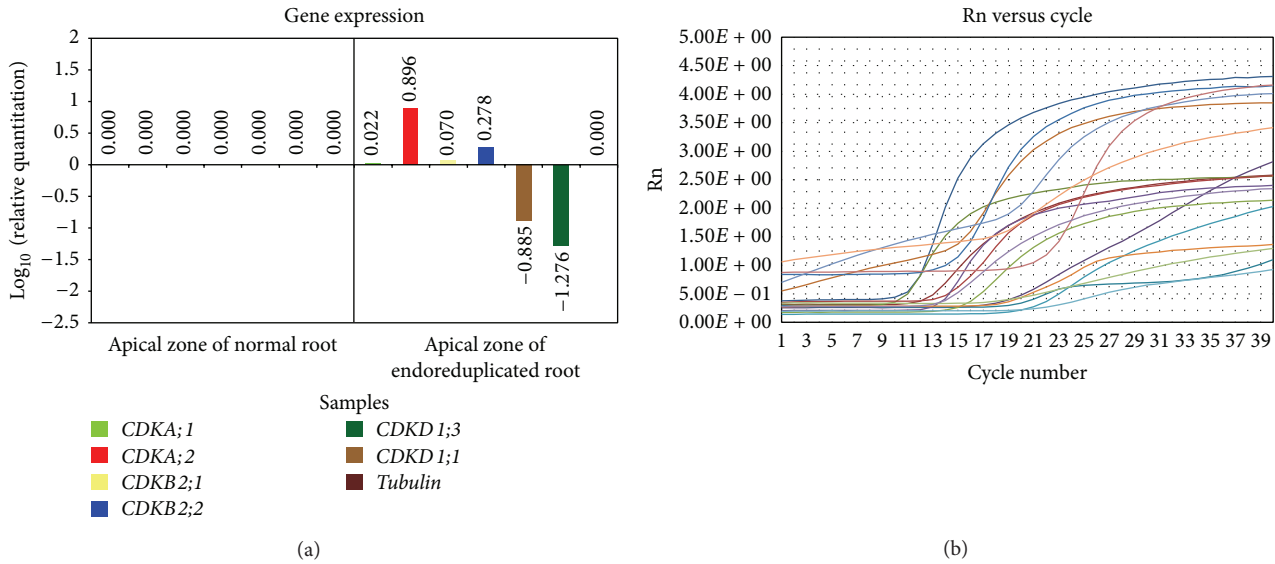 Gene expression
Log10 (relative quantitation)
2
1.5
1
0.5
0
−0.5
−1
−1.5
−2
−2.5
0.000
0.000
0.000
0.000
0.000
0.000
0.000
0.022
0.896
0.070
0.278
−0.885
−1.276
0.000
Apical zone of normal root
Apical zone of
endoreduplicated root
Samples
CDKA;1
CDKA;2
CDKB2;1
CDKB2;2
CDKD1;3
CDKD1;1
Tubulin
(a)
Rn versus cycle
Rn
5.00E + 00
4.50E + 00
4.00E + 00
3.50E + 00
3.00E + 00
2.50E + 00
2.00E + 00
1.50E + 00
1.00E + 00
5.00E − 01
0.00E + 00
1 3 5 7 9 11 13 15 17 19 21 23 25 27 29 31 33 35 37 39
Cycle number
(b)